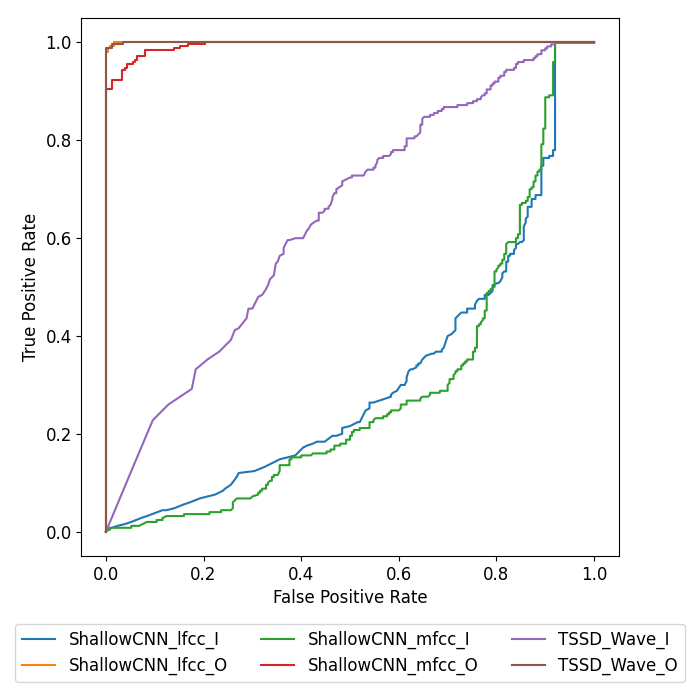 1.0
0.8
0.6
0.4
0.2
0.0
True Positive Rate
0.0 0.2 0.4 0.6 0.8 1.0
False Positive Rate
ShallowCNN_lfcc_I ShallowCNN_mfcc_I TSSD_Wave_I
ShallowCNN_lfcc_O ShallowCNN_mfcc_O TSSD_Wave_O